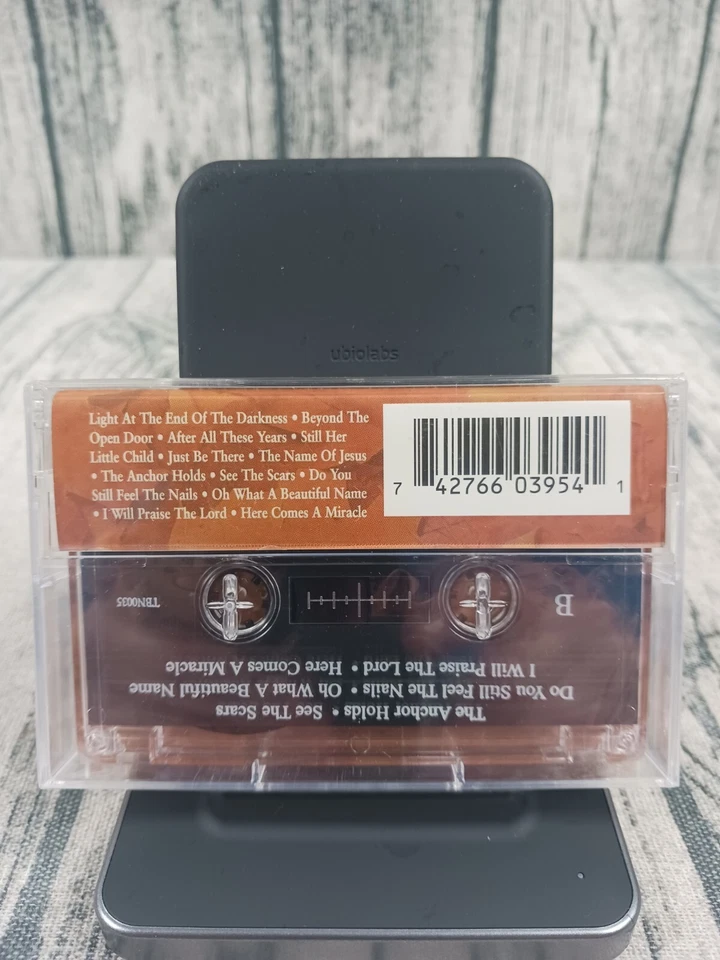 ubiolabs
Light At The End Of The Darkness • Beyond The
Open Door • After All These Years • Still Her
Little Child • Just Be There • The Name Of Jesus
• The Anchor Holds • See The Scars • Do You
Still Feel The Nails • Oh What A Beautiful Name
• I Will Praise The Lord • Here Comes A Miracle
7 42766 03954 1
B
TBN0035
The Anchor Holds • See The Scars
Do You Still Feel The Nails • Oh What A Beautiful Name
I Will Praise The Lord • Here Comes A Miracle